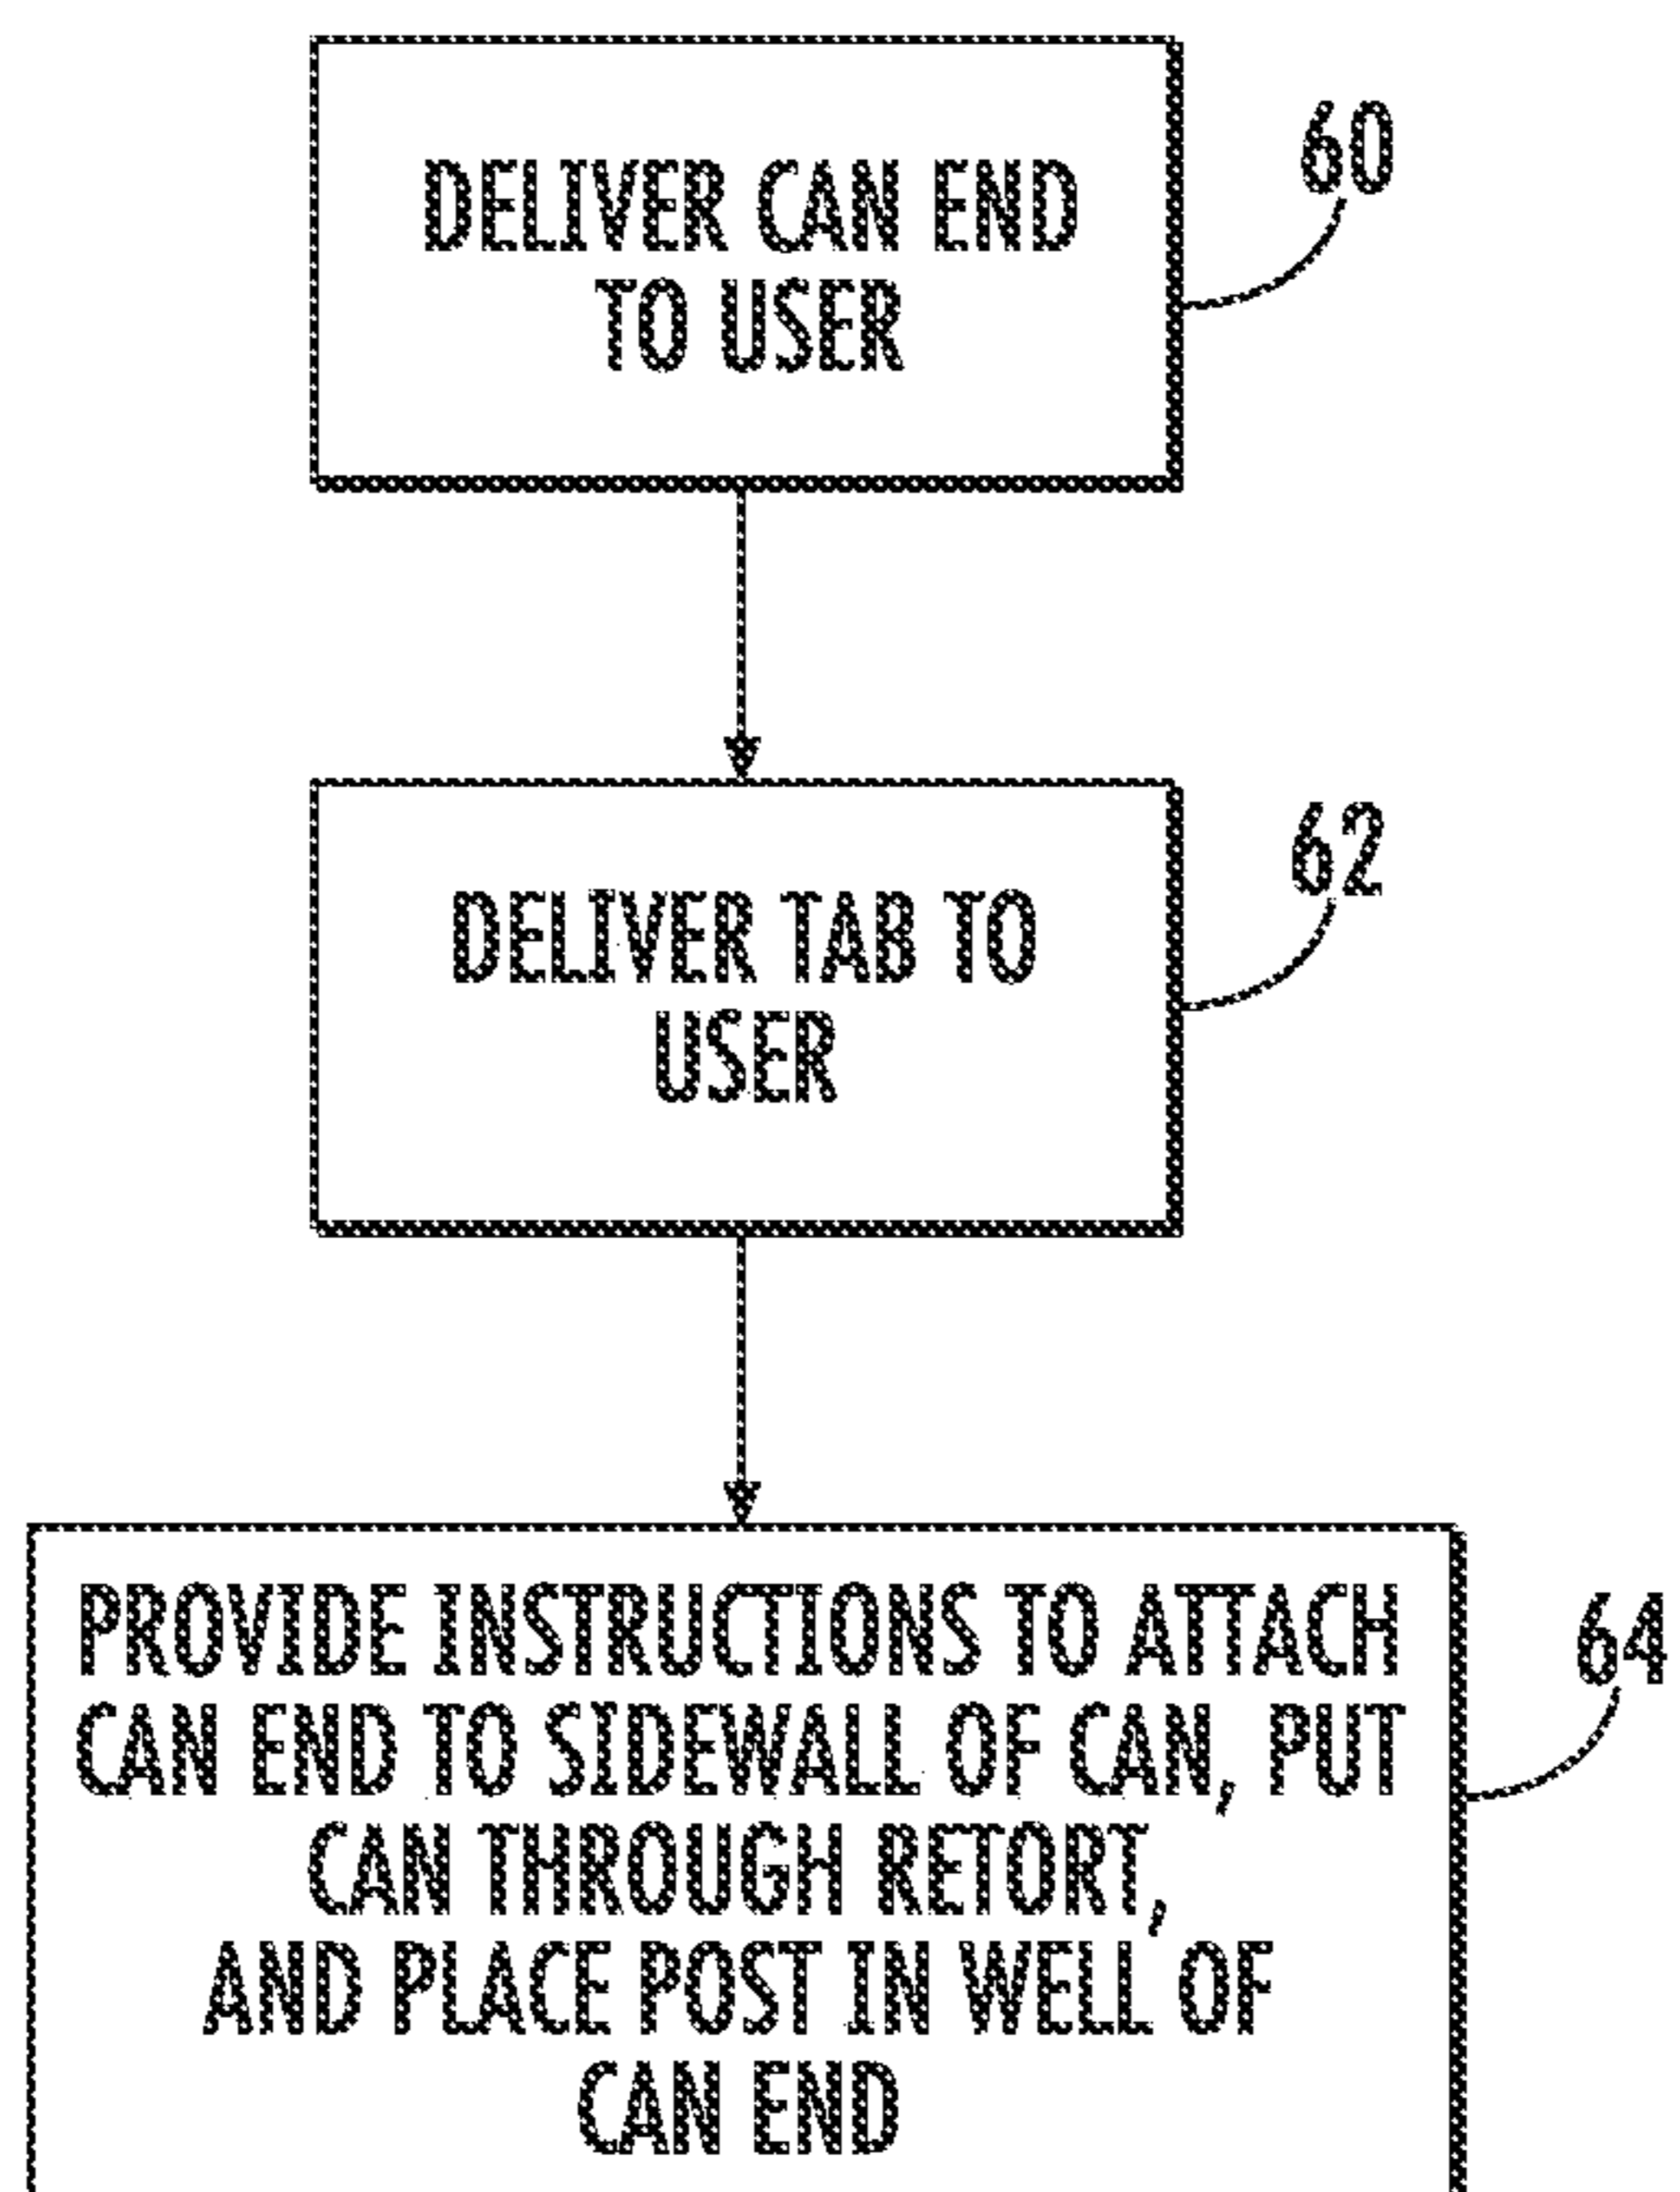 DELIVER CAN END
TO USER
60
DELIVER TAB TO
USER
62
PROVIDE INSTRUCTIONS TO ATTACH
CAN END TO SIDEWALL OF CAN, PUT
CAN THROUGH RETORT,
AND PLACE POST IN WELL OF
CAN END
64